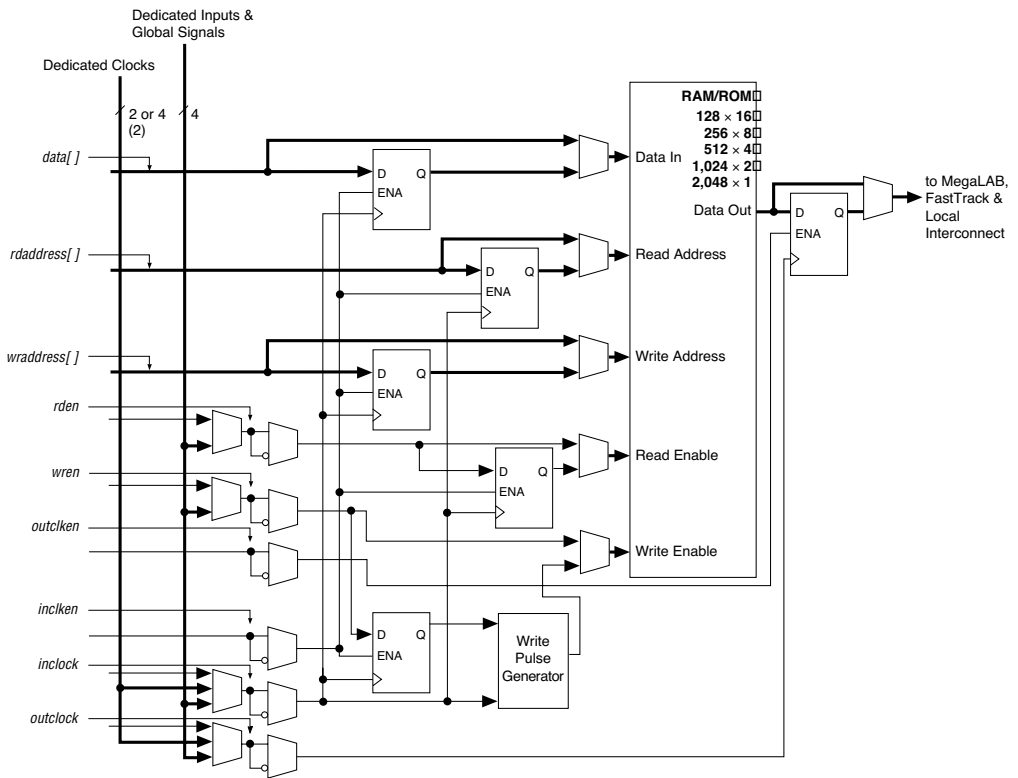 Dedicated Inputs &
Global Signals
Dedicated Clocks
2 or 4
(2)
4
RAM/ROM
128 × 16
256 × 8
512 × 4
1,024 × 2
2,048 × 1
data[ ]
D Q
ENA
Data In
Data Out
D Q
ENA
to MegaLAB,
FastTrack &
Local
Interconnect
rdaddress[ ]
D Q
ENA
Read Address
wraddress[ ]
D Q
ENA
Write Address
rden
D Q
ENA
Read Enable
wren
outclken
Write Enable
inclken
D Q
ENA
Write
Pulse
Generator
inclock
outclock